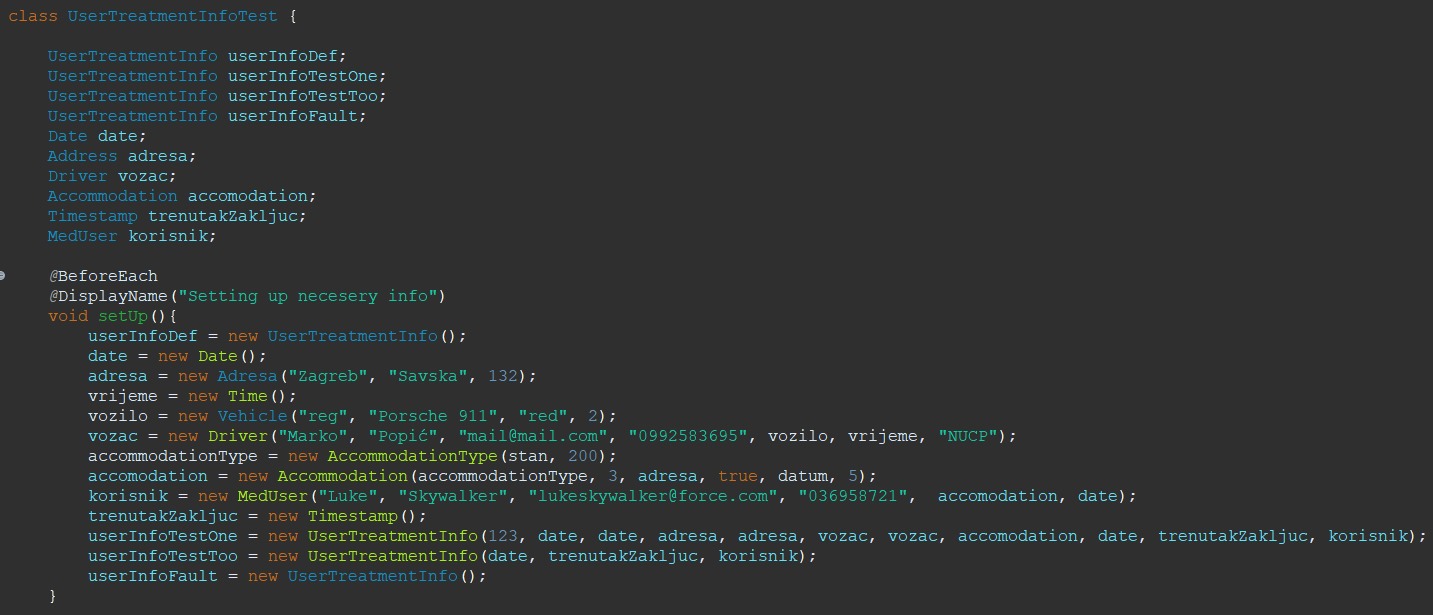 class UserTreatmentInfoTest {
UserTreatmentInfo userInfoDef;
UserTreatmentInfo userInfoTestOne;
UserTreatmentInfo userInfoTestToo;
UserTreatmentInfo userInfoFault;
Date date;
Address adresa;
Driver vozac;
Accommodation accomodation;
Timestamp trenutakZakljuc;
MedUser korisnik;
@BeforeEach
@DisplayName("Setting up necesery info")
void setUp(){
userInfoDef = new UserTreatmentInfo();
date = new Date();
adresa = new Adresa("Zagreb", "Savska", 132);
vrijeme = new Time();
vozilo = new Vehicle("reg", "Porsche 911", "red", 2);
vozac = new Driver("Marko", "Popić", "mail@mail.com", "0992583695", vozilo, vrijeme, "NUCP");
accommodationType = new AccommodationType(stan, 200);
accomodation = new Accommodation(accommodationType, 3, adresa, true, datum, 5);
korisnik = new MedUser("Luke", "Skywalker", "lukeskywalker@force.com", "036958721",  accomodation, date);
trenutakZakljuc = new Timestamp();
userInfoTestOne = new UserTreatmentInfo(123, date, date, adresa, adresa, vozac, vozac, accomodation, date, trenutakZakljuc, korisnik);
userInfoTestToo = new UserTreatmentInfo(date, trenutakZakljuc, korisnik);
userInfoFault = new UserTreatmentInfo();
}